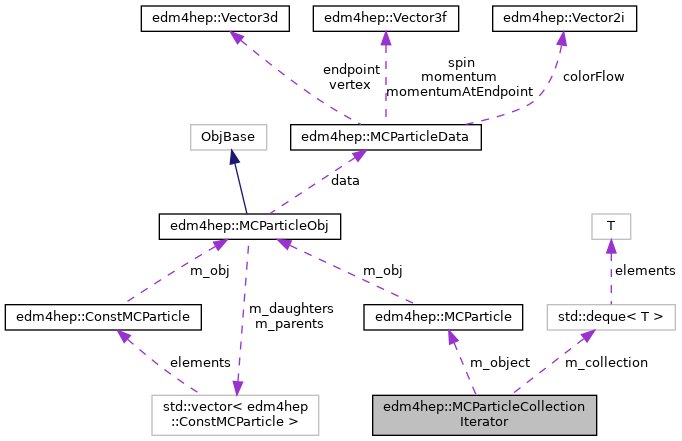 edm4hep::Vector3d
edm4hep::Vector3f
edm4hep::Vector2i
endpoint
vertex
spin
momentum
momentumAtEndpoint
colorFlow
ObjBase
edm4hep::MCParticleData
data
edm4hep::MCParticleObj
T
m_obj
m_obj
elements
edm4hep::ConstMCParticle
m_daughters
m_parents
edm4hep::MCParticle
std::deque< T >
elements
m_object
m_collection
std::vector< edm4hep
::ConstMCParticle >
edm4hep::MCParticleCollection
Iterator